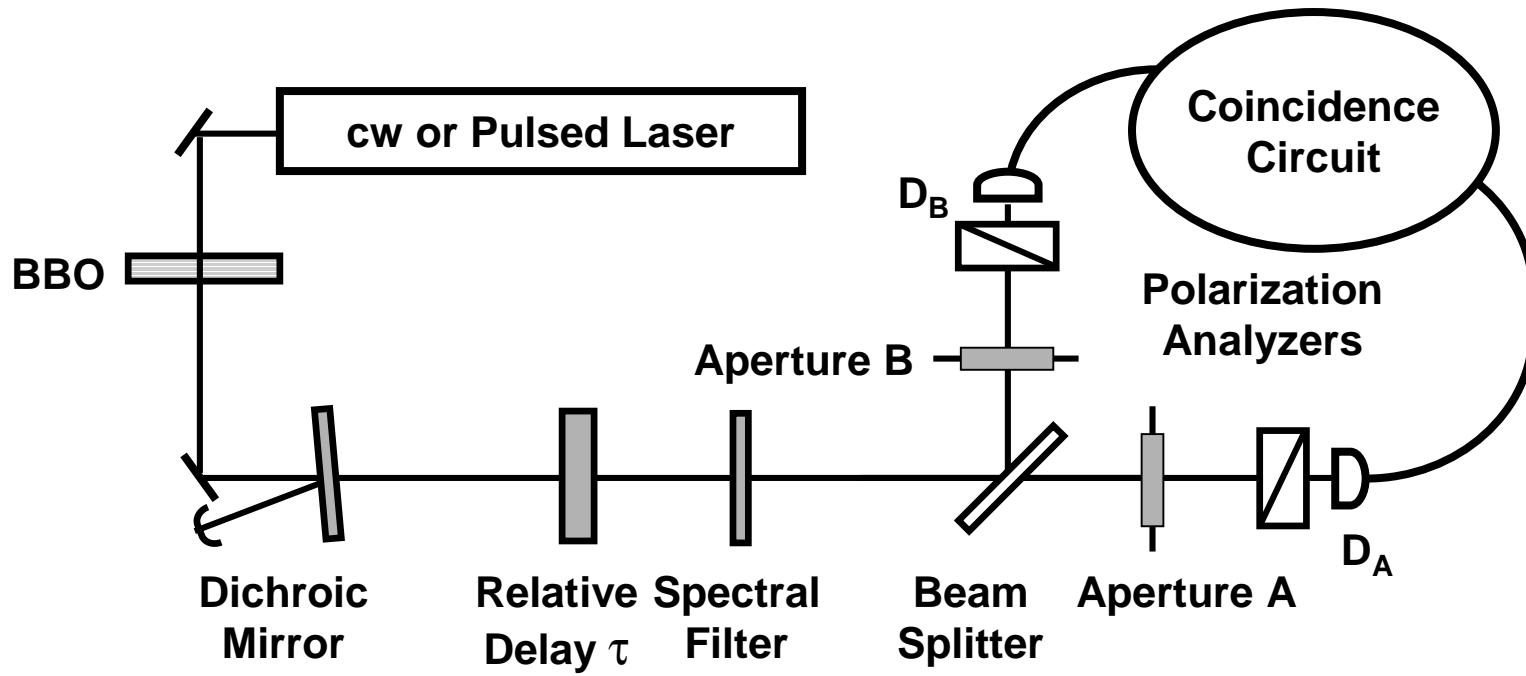 cw or Pulsed Laser
Coincidence
Circuit
D_B
BBO
Polarization
Analyzers
Aperture B
D_A
Dichroic
Mirror
Relative
Delay τ
Spectral
Filter
Beam
Splitter
Aperture A